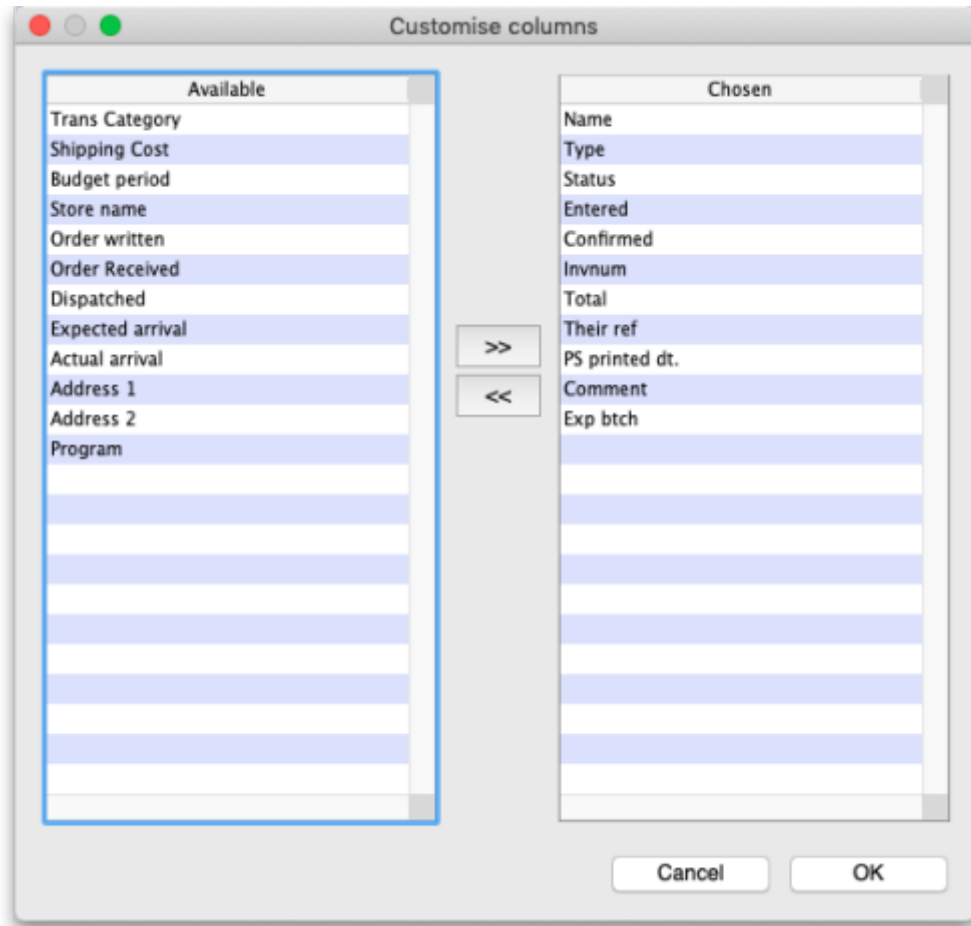 Customise columns
Available
Trans Category
Shipping Cost
Budget period
Store name
Order written
Order Received
Dispatched
Expected arrival
Actual arrival
Address 1
Address 2
Program
>>
<<
Chosen
Name
Type
Status
Entered
Confirmed
Invnum
Total
Their ref
PS printed dt.
Comment
Exp btch
Cancel
OK